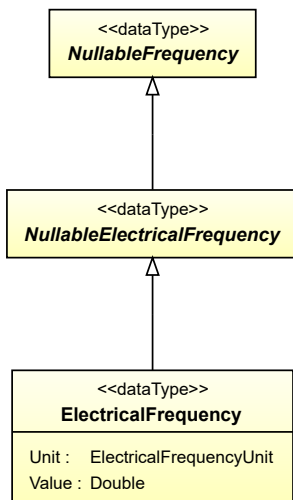 <<dataType>>
NullableFrequency
<<dataType>>
NullableElectricalFrequency
<<dataType>>
ElectricalFrequency
Unit : ElectricalFrequencyUnit
Value : Double